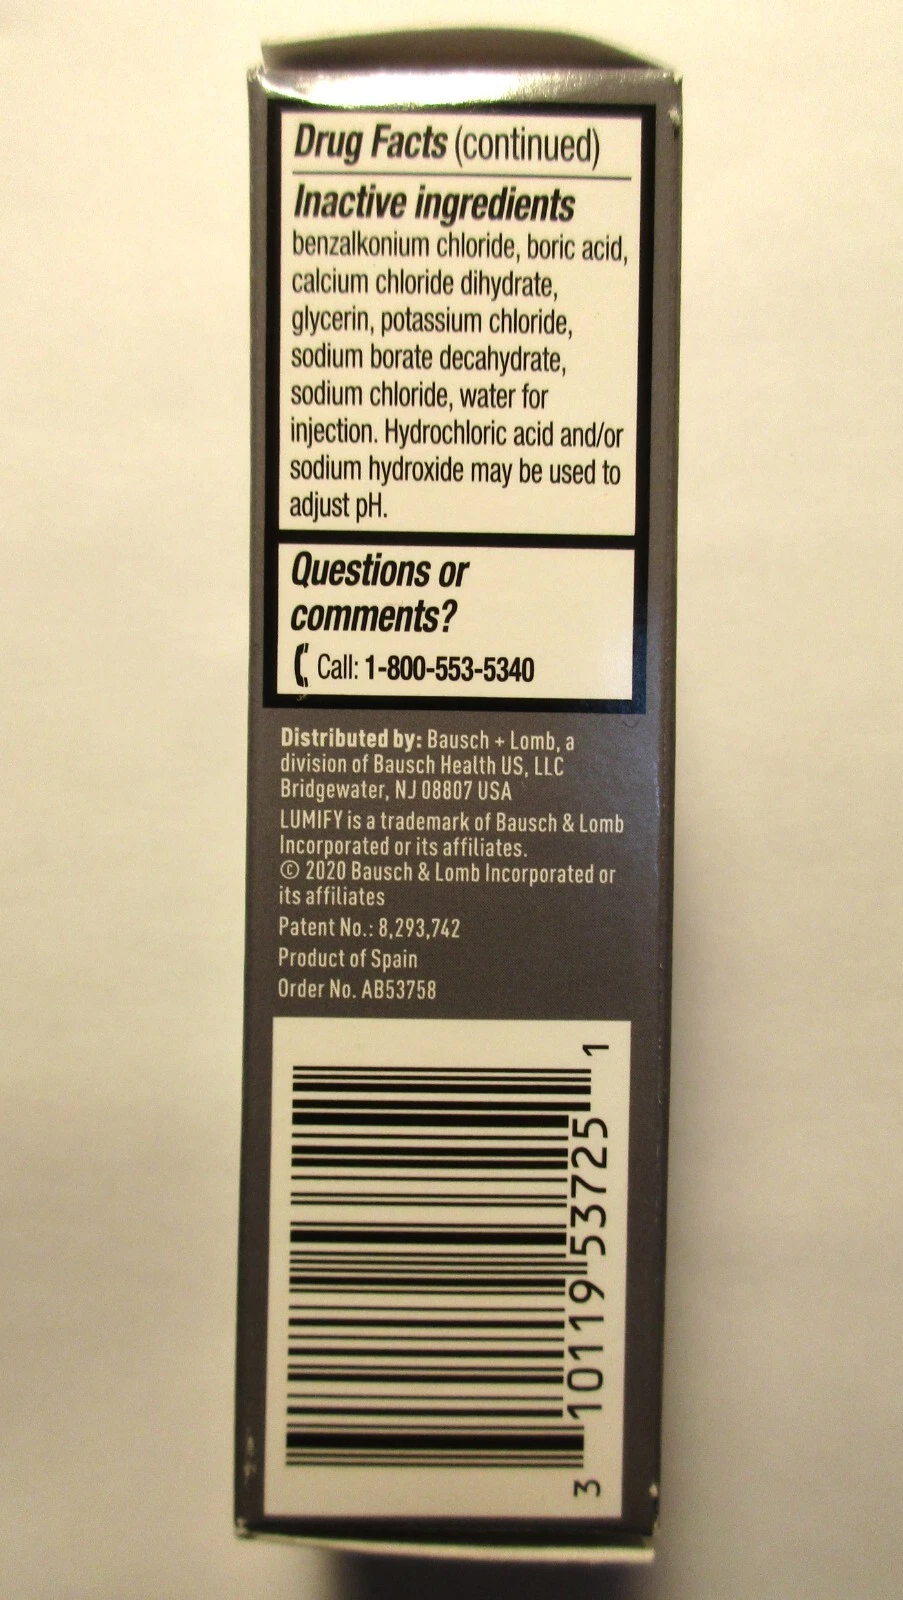 Drug Facts (continued)
Inactive ingredients
benzalkonium chloride, boric acid,
calcium chloride dihydrate,
glycerin, potassium chloride,
sodium borate decahydrate,
sodium chloride, water for
injection. Hydrochloric acid and/or
sodium hydroxide may be used to
adjust pH.
Questions or
comments?
Call: 1-800-553-5340
Distributed by: Bausch + Lomb, a
division of Bausch Health US, LLC
Bridgewater, NJ 08807 USA
LUMIFY is a trademark of Bausch & Lomb
Incorporated or its affiliates.
© 2020 Bausch & Lomb Incorporated or
its affiliates
Patent No.: 8,293,742
Product of Spain
Order No. AB53758
3 10119 53725 1